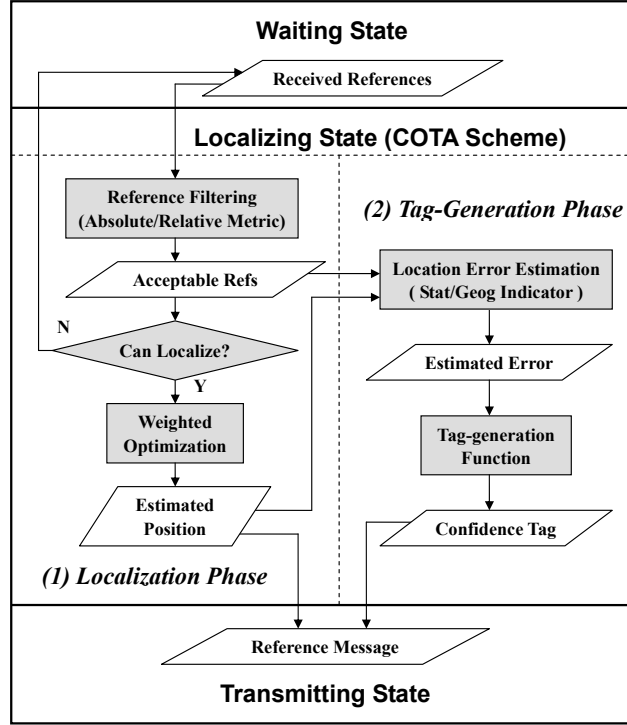 Waiting State
Received References
Localizing State (COTA Scheme)
Reference Filtering
(Absolute/Relative Metric)
Acceptable Refs
N
Can Localize?
Y
Weighted
Optimization
Estimated
Position
(1) Localization Phase
(2) Tag-Generation Phase
Location Error Estimation
( Stat/Geog Indicator )
Estimated Error
Tag-generation
Function
Confidence Tag
Reference Message
Transmitting State